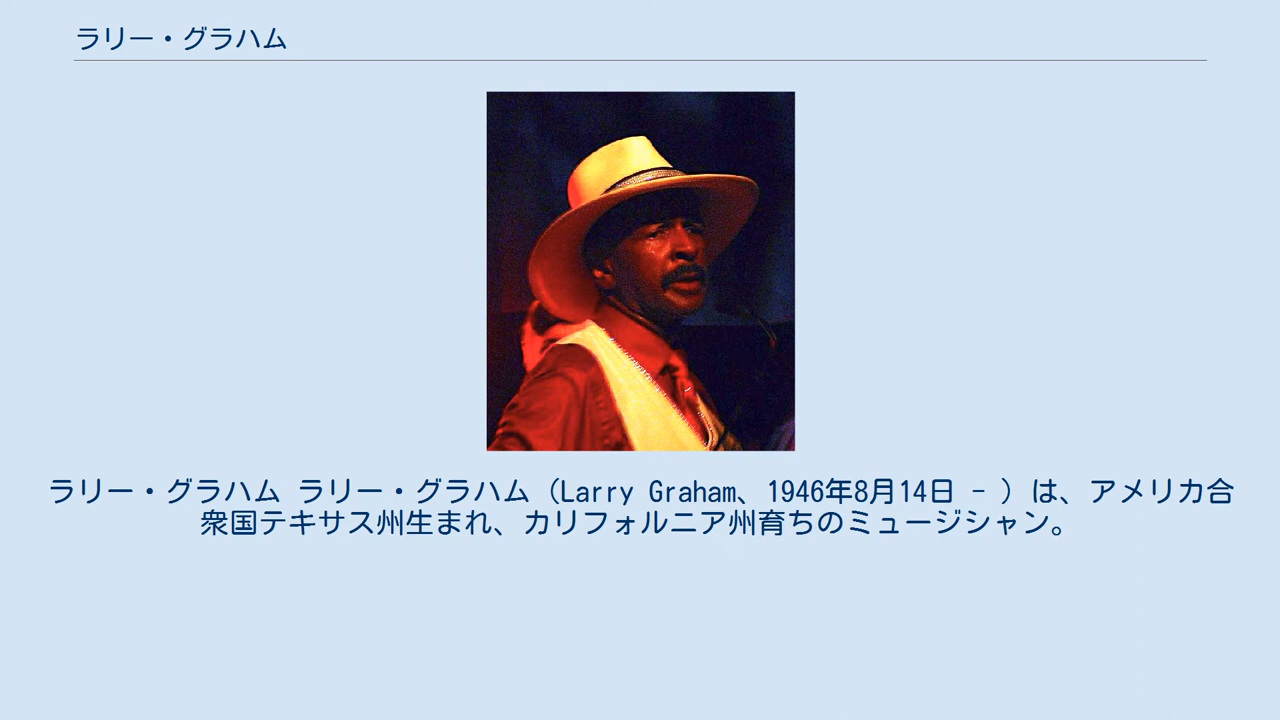 ラリー・グラハム
ラリー・グラハム ラリー・グラハム（Larry Graham、1946年8月14日 - ）は、アメリカ合
衆国テキサス州生まれ、カリフォルニア州育ちのミュージシャン。